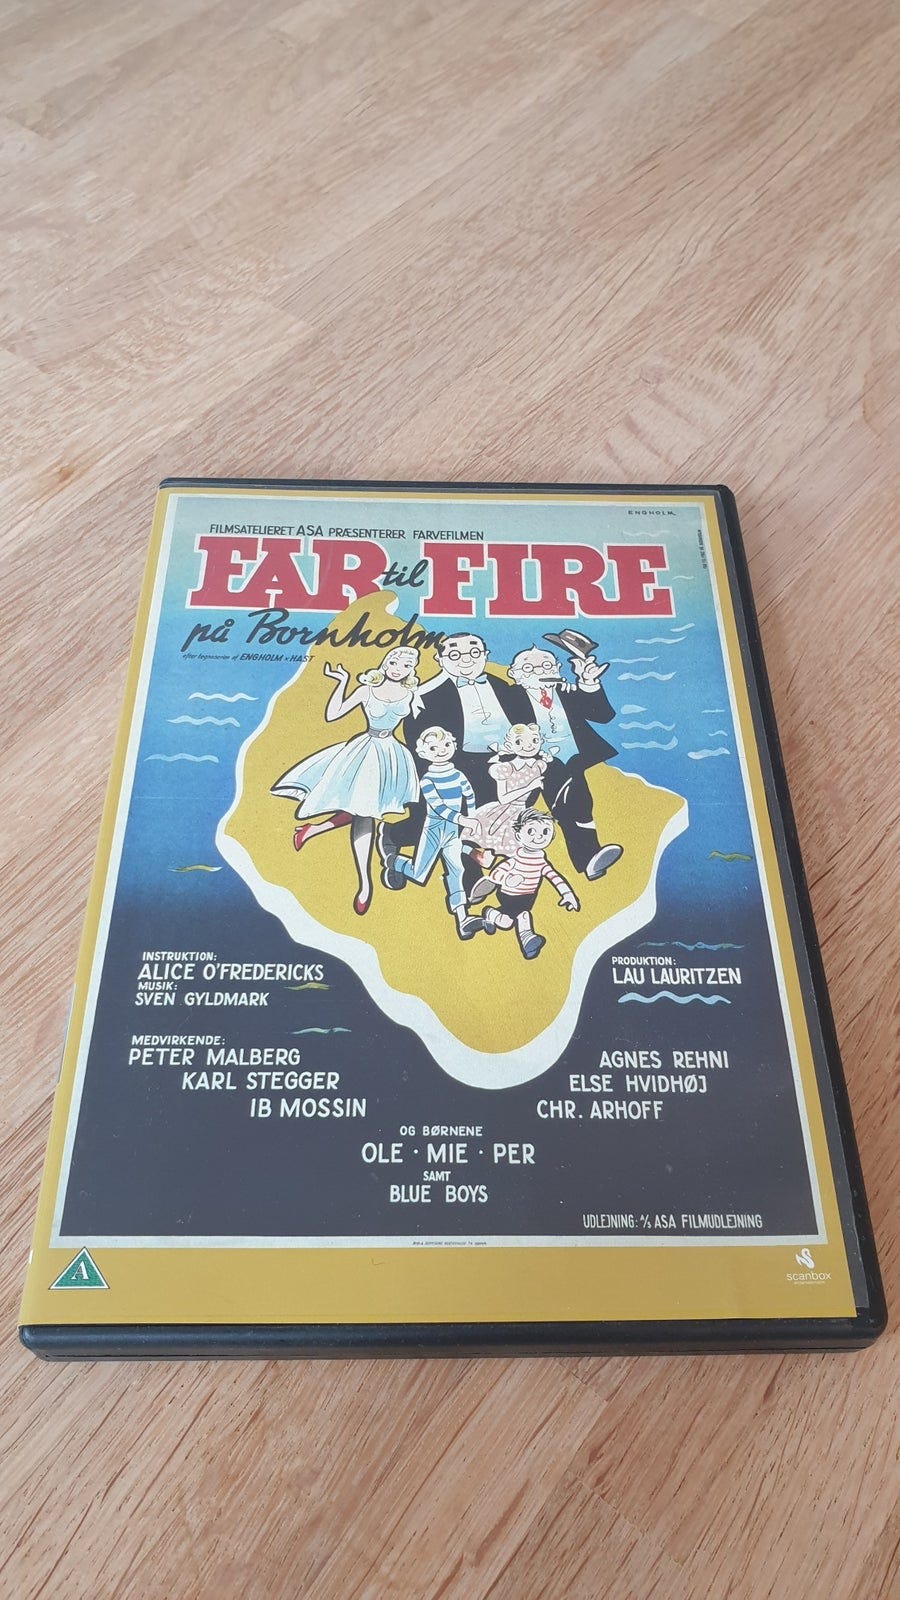 ENGHOLM
FILMSATELIERET ASA PRÆSENTERER FARVEFILMEN
FAR til FIRE
på Bornholm
efter tegneserien af ENGHOLM & HAST
INSTRUKTION:
ALICE O'FREDERICKS
MUSIK:
SVEN GYLDMARK
PRODUKTION:
LAU LAURITZEN
MEDVIRKENDE:
PETER MALBERG
KARL STEGGER
IB MOSSIN
AGNES REHNI
ELSE HVIDHØJ
CHR. ARHOFF
OG BØRNENE
OLE · MIE · PER
SAMT
BLUE BOYS
UDLEJNING: A/S ASA FILMUDLEJNING
A
scanbox